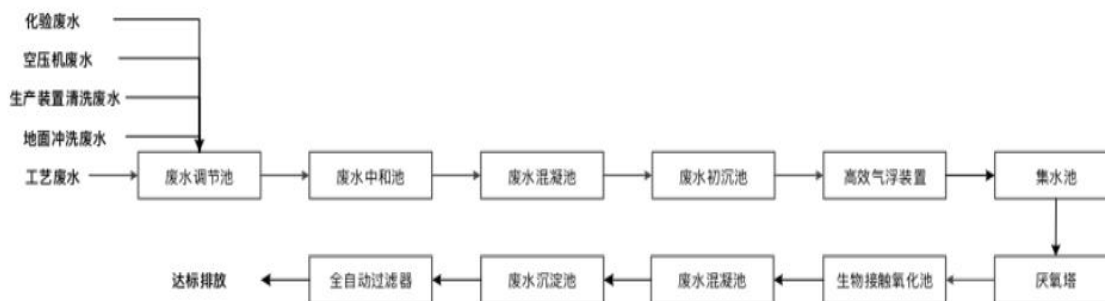 化验废水
空压机废水
生产装置清洗废水
地面冲洗废水
工艺废水
废水调节池
废水中和池
废水混凝池
废水初沉池
高效气浮装置
集水池
达标排放
全自动过滤器
废水沉淀池
废水混凝池
生物接触氧化池
厌氧塔